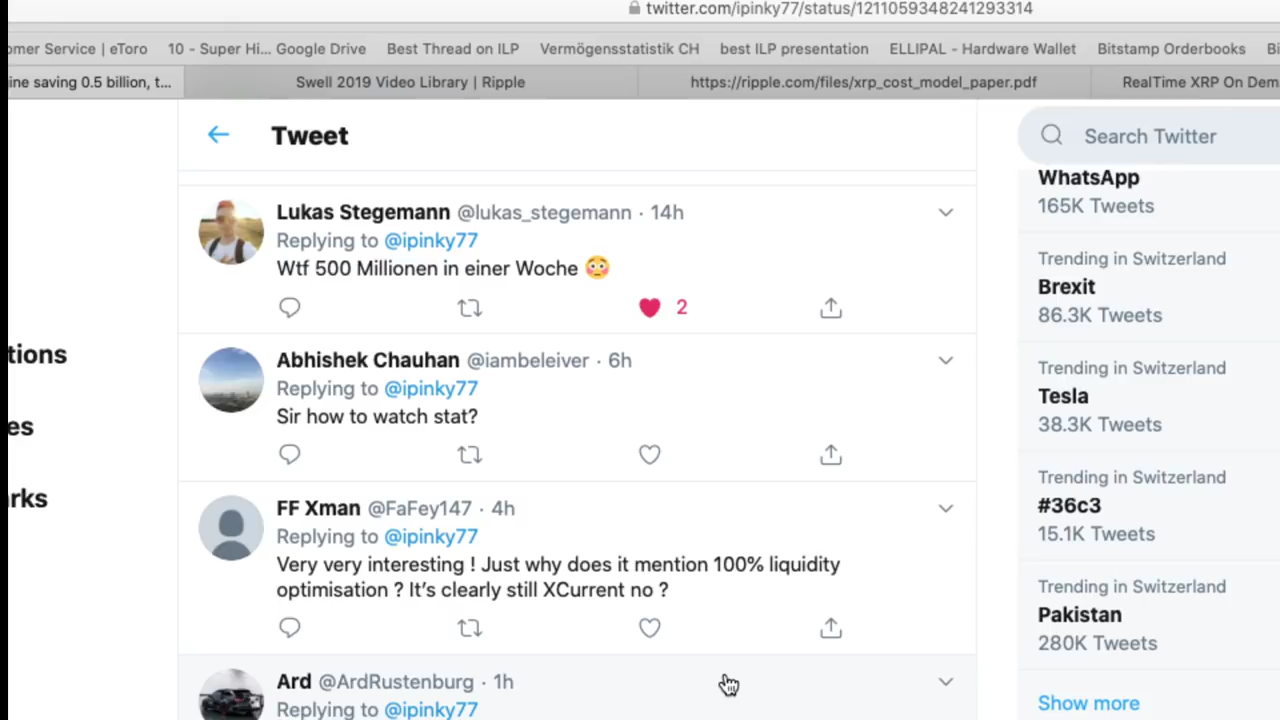 twitter.com/ipinky77/status/1211059348241293314
omer Service | eToro 10 - Super Hi... Google Drive Best Thread on ILP Vermögensstatistik CH best ILP presentation ELLIPAL - Hardware Wallet Bitstamp Orderbooks Bi
ine saving 0.5 billion, t... Swell 2019 Video Library | Ripple https://ripple.com/files/xrp_cost_model_paper.pdf RealTime XRP On Dem
Tweet
Lukas Stegemann @lukas_stegemann · 14h
Replying to @ipinky77
Wtf 500 Millionen in einer Woche 😳
2
Abhishek Chauhan @iambeleiver · 6h
Replying to @ipinky77
Sir how to watch stat?
FF Xman @FaFey147 · 4h
Replying to @ipinky77
Very very interesting ! Just why does it mention 100% liquidity
optimisation ? It's clearly still XCurrent no ?
Ard @ArdRustenburg · 1h
Replying to @ipinky77
tions
es
arks
Search Twitter
WhatsApp
165K Tweets
Trending in Switzerland
Brexit
86.3K Tweets
Trending in Switzerland
Tesla
38.3K Tweets
Trending in Switzerland
#36c3
15.1K Tweets
Trending in Switzerland
Pakistan
280K Tweets
Show more